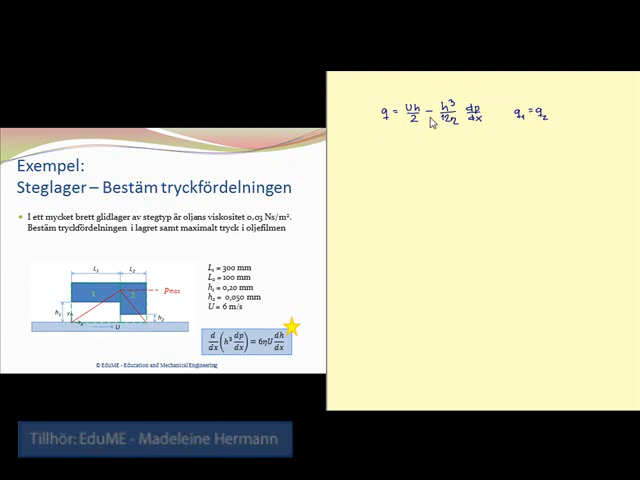 q = Uh/2 − h³/12η dp/dx q₁ = q₂
Exempel:
Steglager – Bestäm tryckfördelningen
I ett mycket brett glidlager av stegtyp är oljans viskositet 0,03 Ns/m².
Bestäm tryckfördelningen i lagret samt maximalt tryck i oljefilmen
L₁ L₂
1 2 pmax
h₁ h₂
x U
L₁ = 300 mm
L₂ = 100 mm
h₁ = 0,20 mm
h₂ = 0,050 mm
U = 6 m/s
d/dx (h³ dp/dx) = 6ηU dh/dx
© EduME - Education and Mechanical Engineering
Tillhör: EduME - Madeleine Hermann